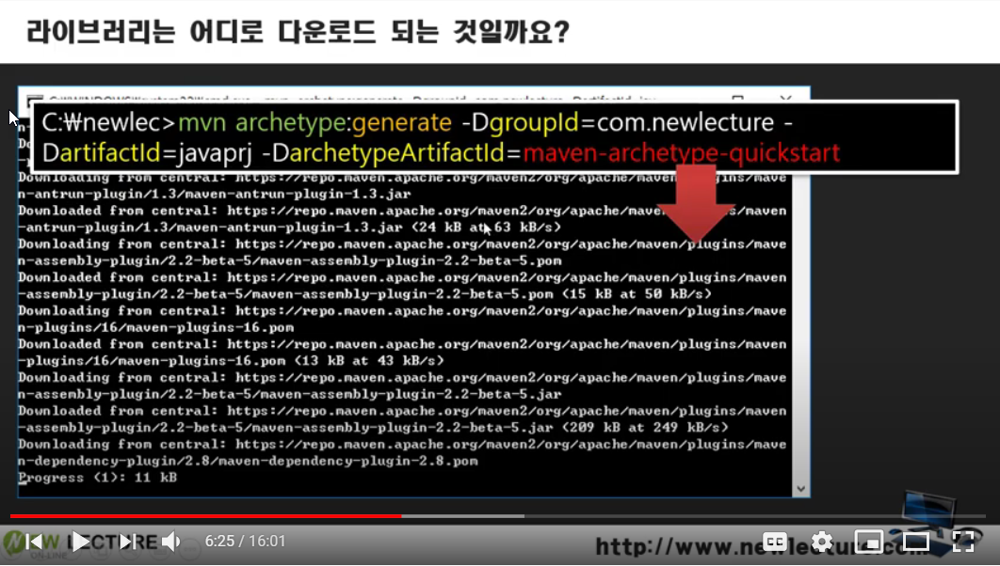 라이브러리는 어디로 다운로드 되는 것일까요?
C:₩newlec>mvn archetype:generate -DgroupId=com.newlecture -
DartifactId=javaprj -DarchetypeArtifactId=maven-archetype-quickstart
Downloading from central: https://repo.maven.apache.org/maven2/org/apache/maven/plugins/mave
n-antrun-plugin/1.3/maven-antrun-plugin-1.3.jar
Downloaded from central: https://repo.maven.apache.org/maven2/org/apache/maven/plugins/maven
-antrun-plugin/1.3/maven-antrun-plugin-1.3.jar (24 kB at 63 kB/s)
Downloading from central: https://repo.maven.apache.org/maven2/org/apache/maven/plugins/mave
n-assembly-plugin/2.2-beta-5/maven-assembly-plugin-2.2-beta-5.pom
Downloaded from central: https://repo.maven.apache.org/maven2/org/apache/maven/plugins/maven
-assembly-plugin/2.2-beta-5/maven-assembly-plugin-2.2-beta-5.pom (15 kB at 50 kB/s)
Downloading from central: https://repo.maven.apache.org/maven2/org/apache/maven/plugins/mave
n-plugins/16/maven-plugins-16.pom
Downloaded from central: https://repo.maven.apache.org/maven2/org/apache/maven/plugins/maven
-plugins/16/maven-plugins-16.pom (13 kB at 43 kB/s)
Downloading from central: https://repo.maven.apache.org/maven2/org/apache/maven/plugins/mave
n-assembly-plugin/2.2-beta-5/maven-assembly-plugin-2.2-beta-5.jar
Downloaded from central: https://repo.maven.apache.org/maven2/org/apache/maven/plugins/maven
-assembly-plugin/2.2-beta-5/maven-assembly-plugin-2.2-beta-5.jar (209 kB at 249 kB/s)
Downloading from central: https://repo.maven.apache.org/maven2/org/apache/maven/plugins/mave
n-dependency-plugin/2.8/maven-dependency-plugin-2.8.pom
Progress (1): 11 kB
NEW LECTURE
ON-LINE
6:25 / 16:01
http://www.newlecture.com